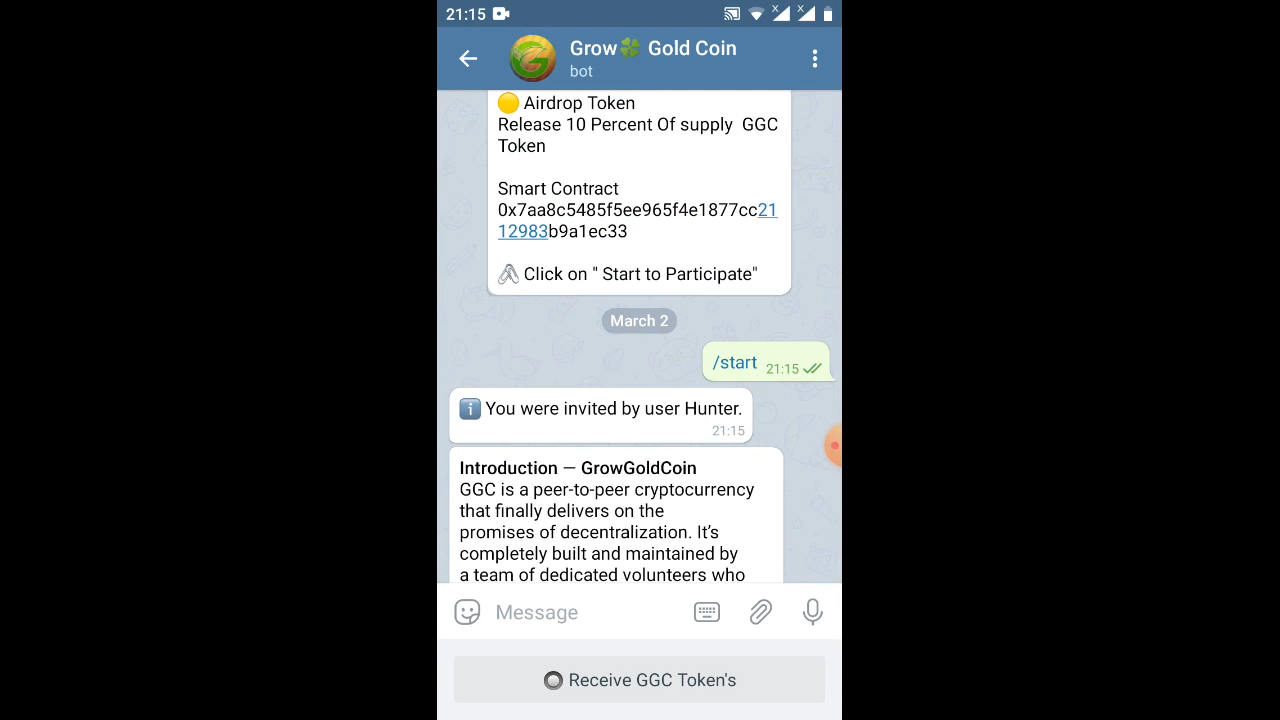 21:15
Grow🍀 Gold Coin
bot
🟡 Airdrop Token
Release 10 Percent Of supply  GGC
Token
Smart Contract
0x7aa8c5485f5ee965f4e1877cc21
12983b9a1ec33
🖇 Click on " Start to Participate"
March 2
/start 21:15
ℹ️ You were invited by user Hunter.
21:15
Introduction — GrowGoldCoin
GGC is a peer-to-peer cryptocurrency
that finally delivers on the
promises of decentralization. It’s
completely built and maintained by
a team of dedicated volunteers who
Message
🔘 Receive GGC Token's